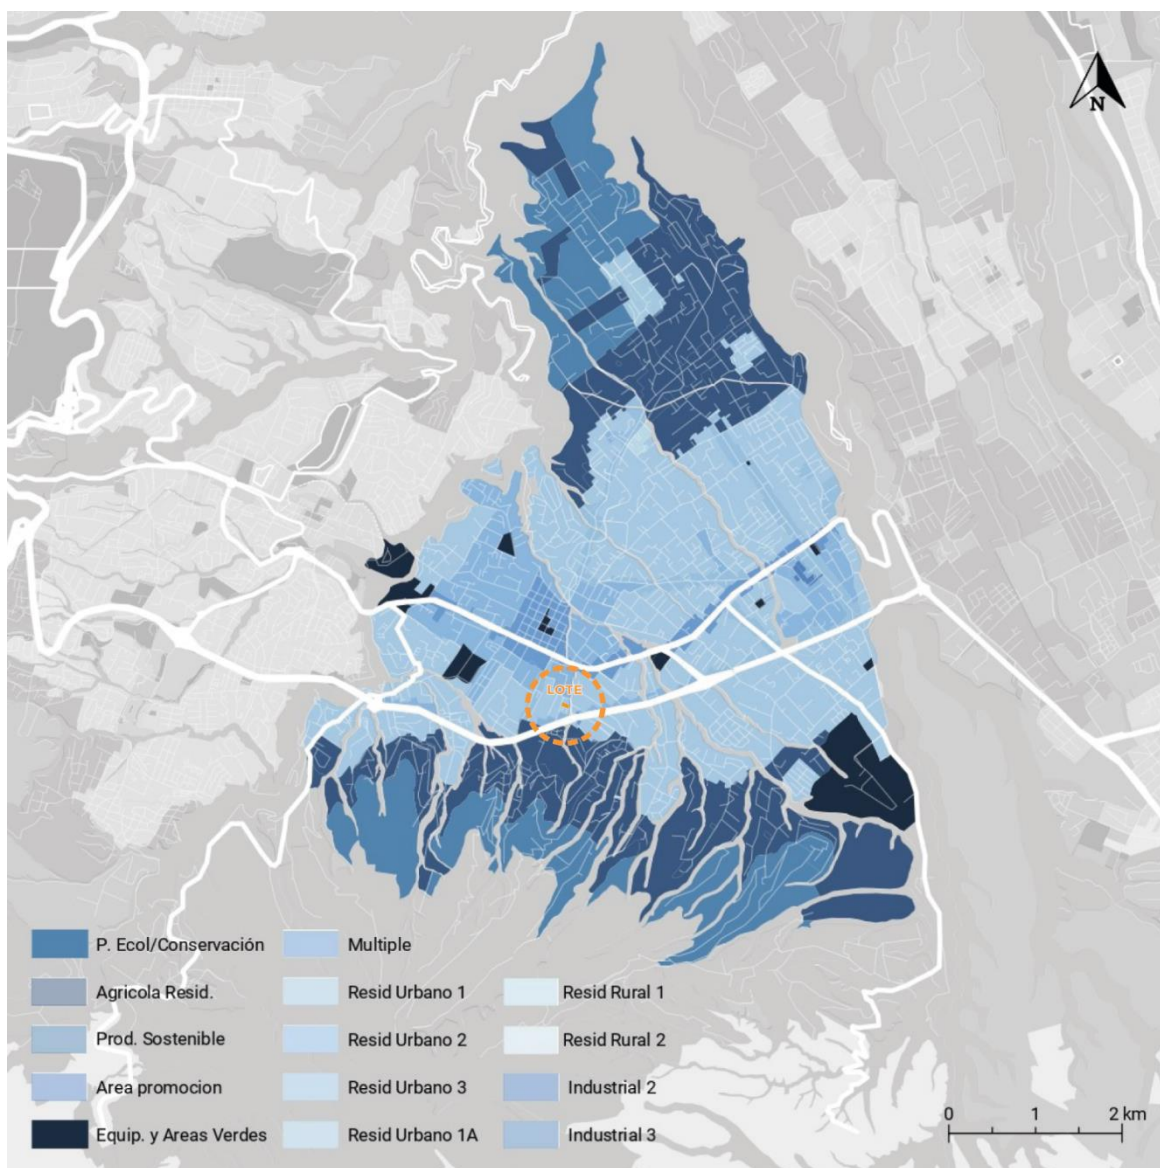 N
LOTE
P. Ecol/Conservación
Multiple
Agricola Resid.
Resid Urbano 1
Resid Rural 1
Prod. Sostenible
Resid Urbano 2
Resid Rural 2
Area promocion
Resid Urbano 3
Industrial 2
Equip. y Areas Verdes
Resid Urbano 1A
Industrial 3
0 1 2 km